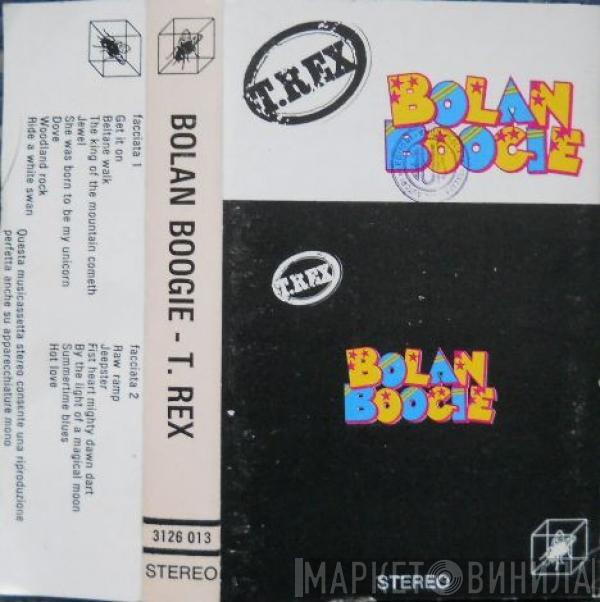 facciata 1
Get it on
Beltane walk
The king of the mountain cometh
Jewel
She was born to be my unicorn
Dove
Woodland rock
Ride a white swan
facciata 2
Raw ramp
Jeepster
Fist heart mighty dawn dart
By the light of a magical moon
Summertime blues
Hot love
Questa musicassetta stereo consente una riproduzione
perfetta anche su apparecchiature mono
BOLAN BOOGIE - T. REX
3126 013
STEREO
T.REX
BOLAN
BOOGIE
T.REX
BOLAN
BOOGIE
STEREO
МАРКЕТ ВИНИЛА